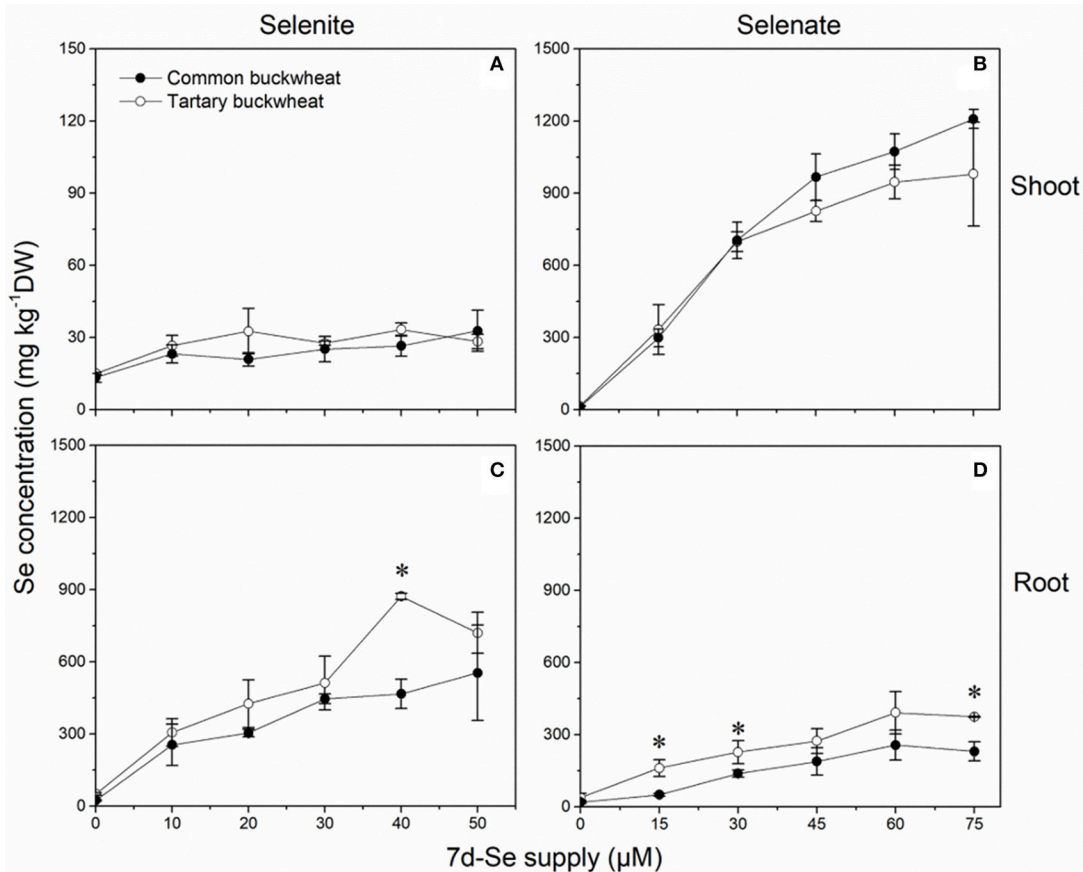 Selenite
Selenate
150
120
90
60
30
0
A
Common buckwheat
Tartary buckwheat
1500
1200
900
600
300
0
B
Shoot
Se concentration (mg kg⁻¹DW)
1500
1200
900
600
300
0
C
*
0 10 20 30 40 50
1500
1200
900
600
300
0
D
* * *
0 15 30 45 60 75
Root
7d-Se supply (μM)